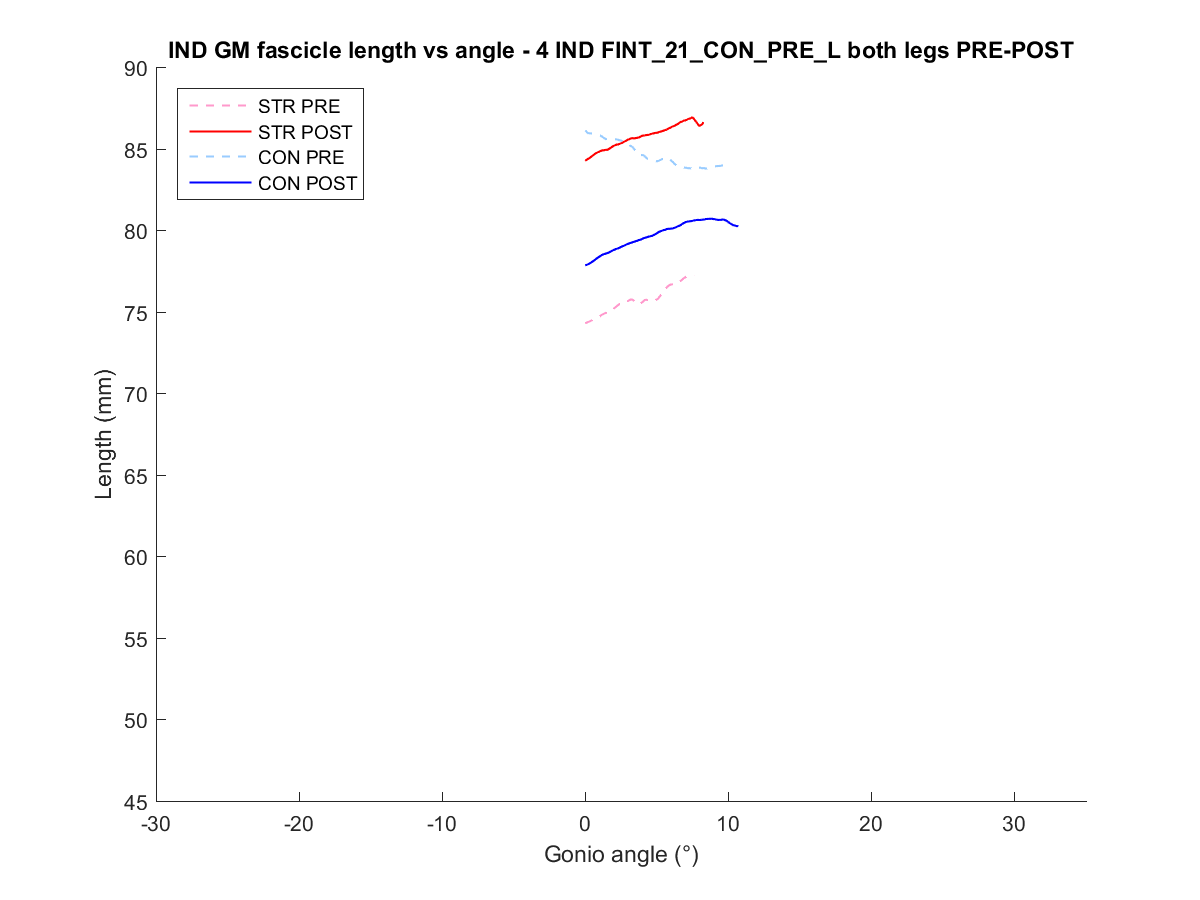 IND GM fascicle length vs angle - 4 IND FINT_21_CON_PRE_L both legs PRE-POST
90
85
80
75
70
65
60
55
50
45
STR PRE
STR POST
CON PRE
CON POST
Length (mm)
-30
-20
-10
0
10
20
30
Gonio angle (°)